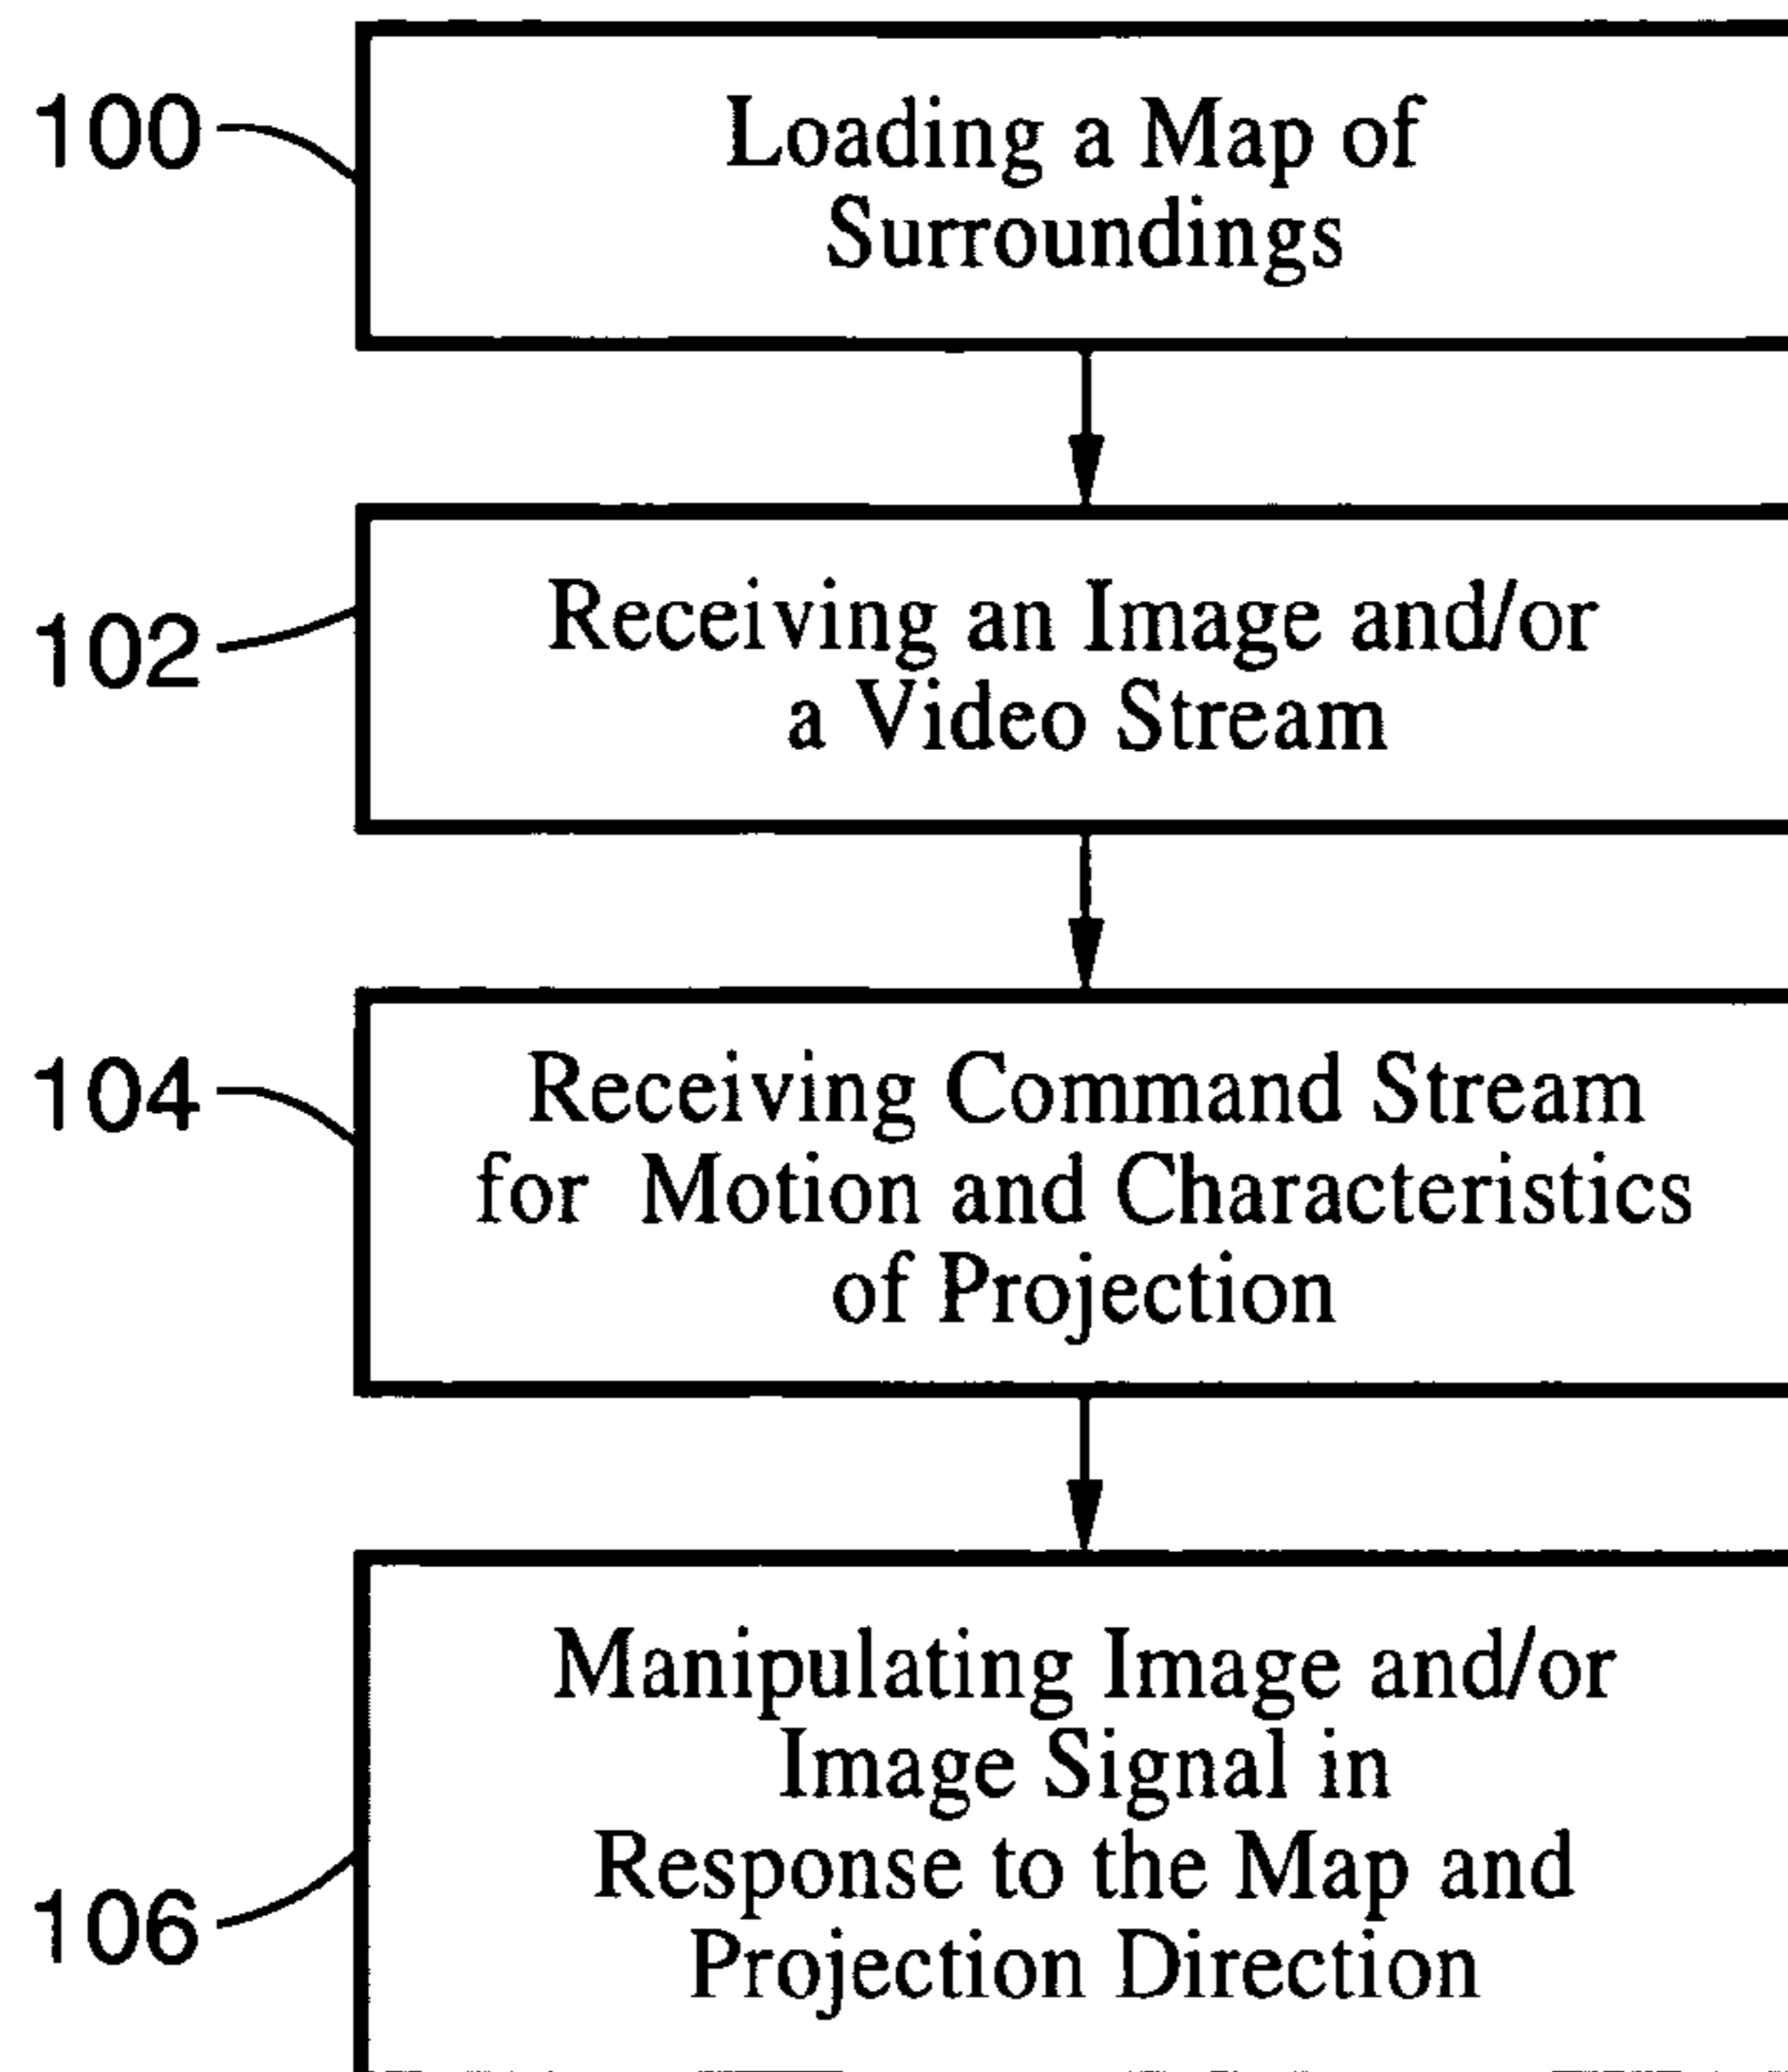 100
Loading a Map of
Surroundings
102
Receiving an Image and/or
a Video Stream
104
Receiving Command Stream
for Motion and Characteristics
of Projection
106
Manipulating Image and/or
Image Signal in
Response to the Map and
Projection Direction